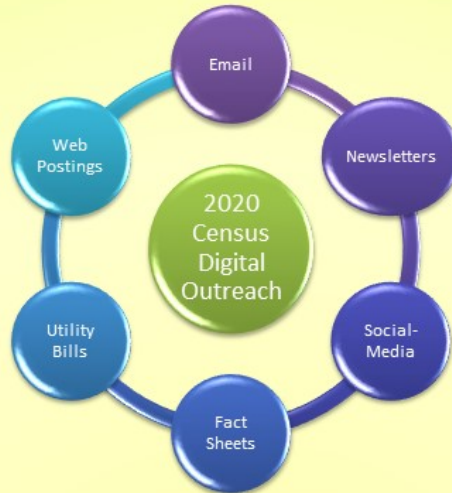 Email
Newsletters
Social-
Media
Fact
Sheets
Utility
Bills
Web
Postings
2020
Census
Digital
Outreach